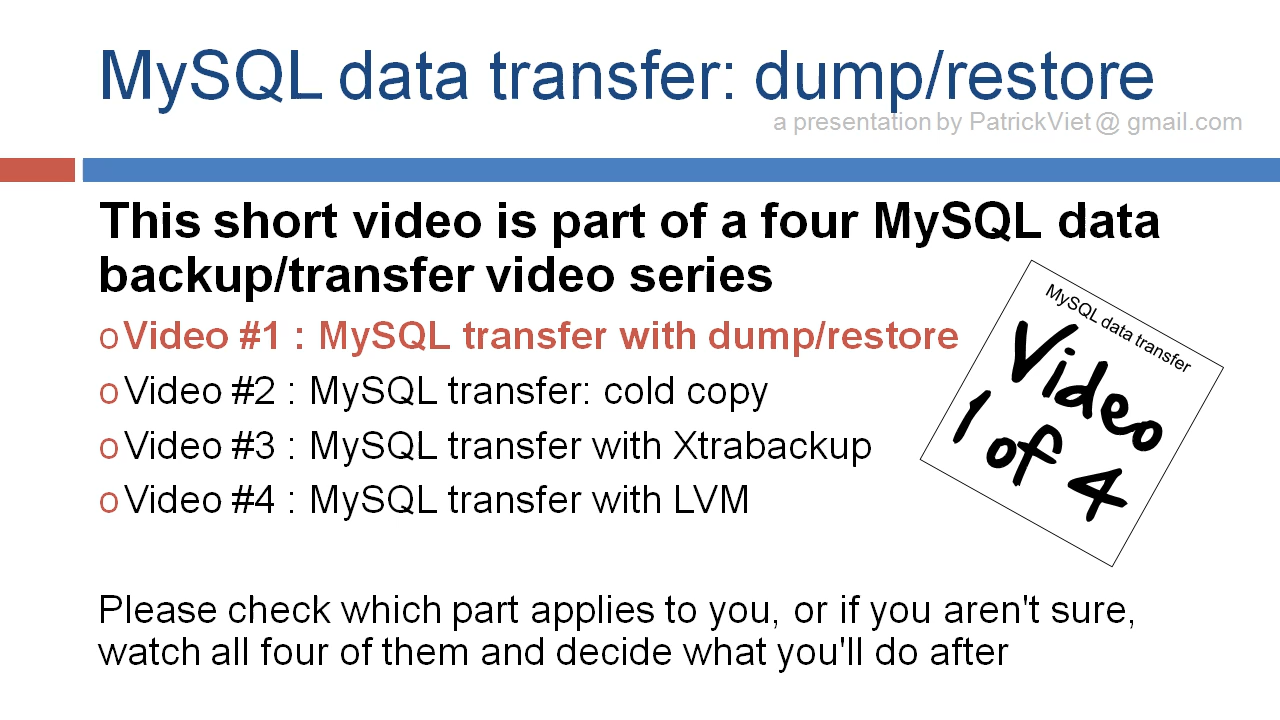 MySQL data transfer: dump/restore
a presentation by PatrickViet @ gmail.com
This short video is part of a four MySQL data
backup/transfer video series
o Video #1 : MySQL transfer with dump/restore
o Video #2 : MySQL transfer: cold copy
o Video #3 : MySQL transfer with Xtrabackup
o Video #4 : MySQL transfer with LVM
MySQL data transfer
Video
1 of 4
Please check which part applies to you, or if you aren't sure,
watch all four of them and decide what you'll do after